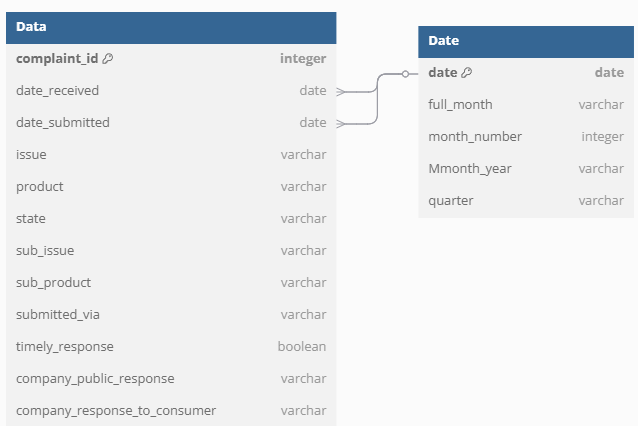 Data
complaint_id integer
date_received date
date_submitted date
issue varchar
product varchar
state varchar
sub_issue varchar
sub_product varchar
submitted_via varchar
timely_response boolean
company_public_response varchar
company_response_to_consumer varchar
Date
date date
full_month varchar
month_number integer
Mmonth_year varchar
quarter varchar